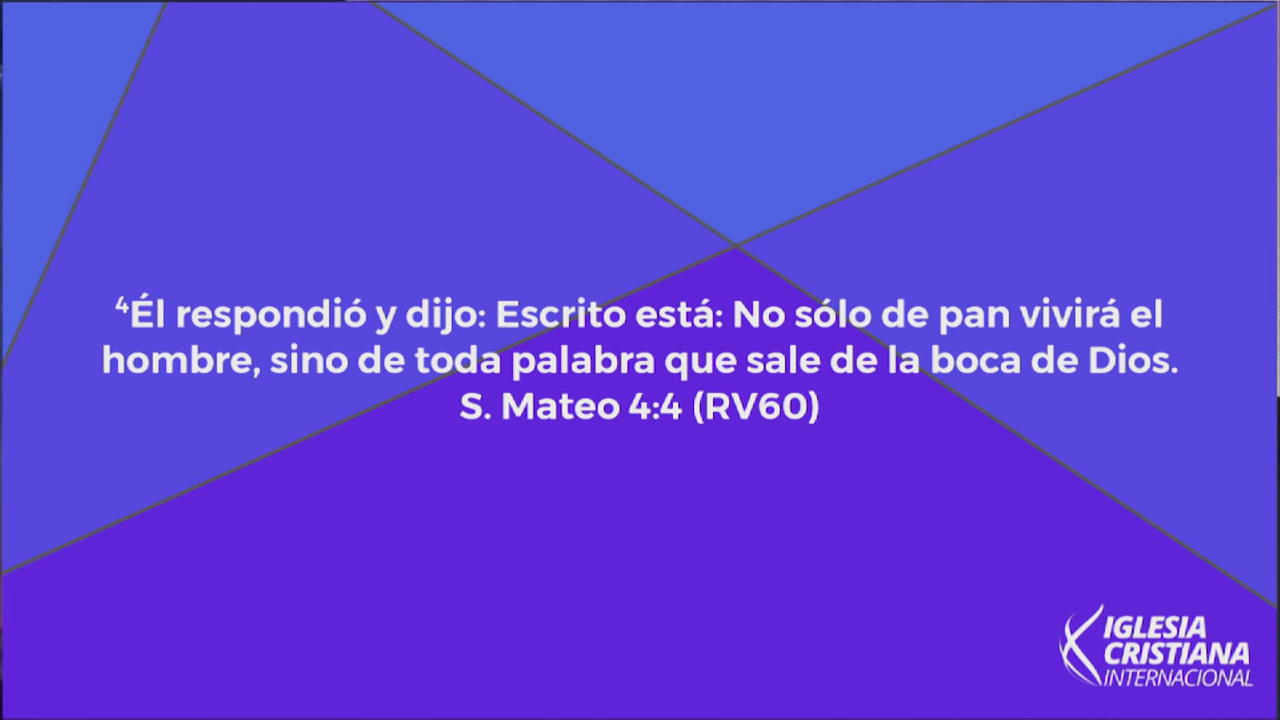 ⁴Él respondió y dijo: Escrito está: No sólo de pan vivirá el
hombre, sino de toda palabra que sale de la boca de Dios.
S. Mateo 4:4 (RV60)
IGLESIA
CRISTIANA
INTERNACIONAL